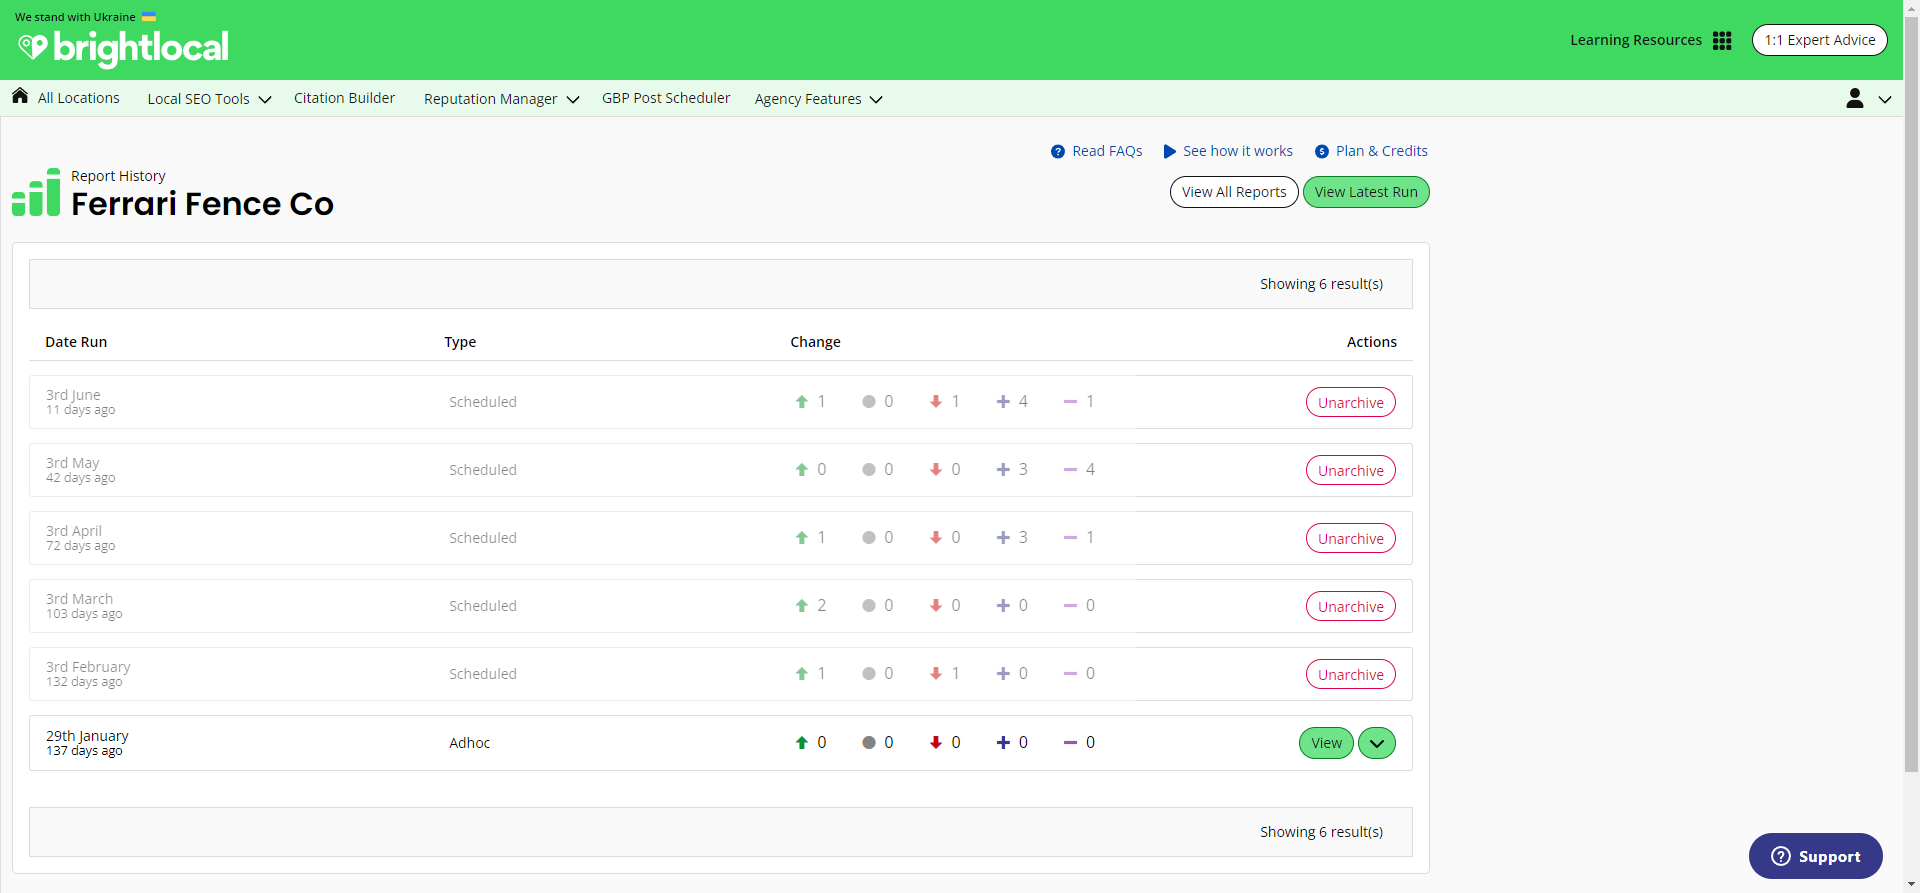 We stand with Ukraine
brightlocal
Learning Resources
1:1 Expert Advice
All Locations Local SEO Tools Citation Builder Reputation Manager GBP Post Scheduler Agency Features
Read FAQs See how it works Plan & Credits
Report History
Ferrari Fence Co
View All Reports View Latest Run
Showing 6 result(s)
Date Run Type Change Actions
3rd June
11 days ago
Scheduled 1 0 1 4 1 Unarchive
3rd May
42 days ago
Scheduled 0 0 0 3 4 Unarchive
3rd April
72 days ago
Scheduled 1 0 0 3 1 Unarchive
3rd March
103 days ago
Scheduled 2 0 0 0 0 Unarchive
3rd February
132 days ago
Scheduled 1 0 1 0 0 Unarchive
29th January
137 days ago
Adhoc 0 0 0 0 0 View
Showing 6 result(s)
Support